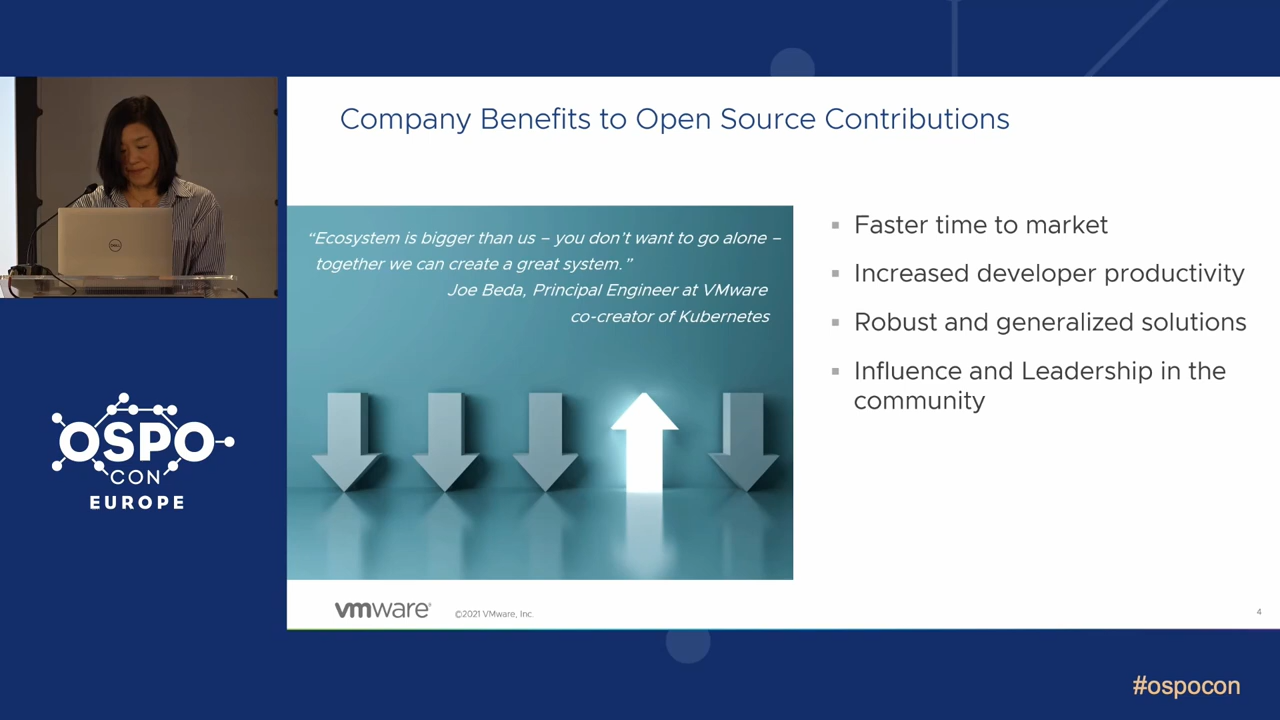 Company Benefits to Open Source Contributions
“Ecosystem is bigger than us – you don’t want to go alone –
together we can create a great system.”
Joe Beda, Principal Engineer at VMware
co-creator of Kubernetes
▪ Faster time to market
▪ Increased developer productivity
▪ Robust and generalized solutions
▪ Influence and Leadership in the
community
DELL
OSPO
CON
EUROPE
vmware®
©2021 VMware, Inc.
4
#ospocon